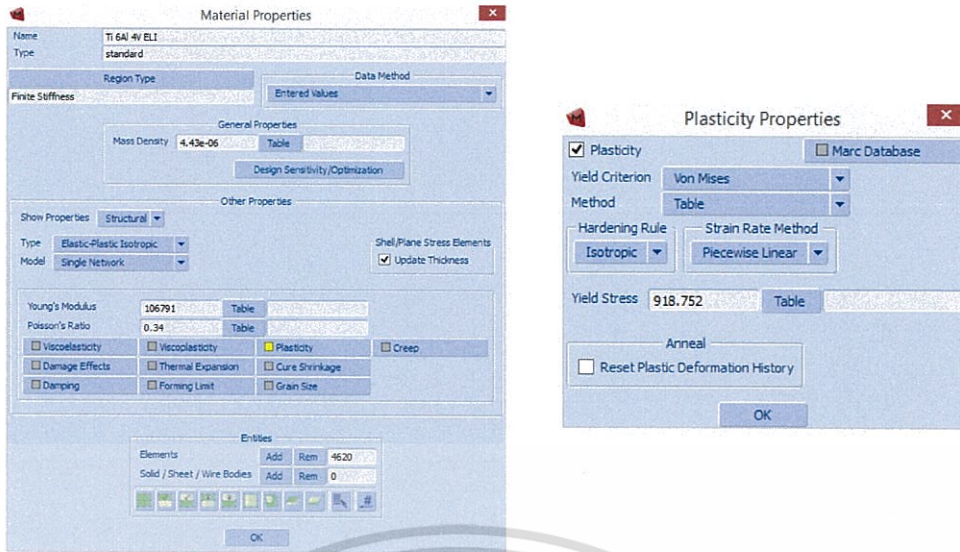 Material Properties
Name Ti 6Al 4V ELI
Type standard
Region Type
Finite Stiffness
Data Method
Entered Values
General Properties
Mass Density 4.43e-06 Table
Design Sensitivity/Optimization
Other Properties
Show Properties Structural
Type Elastic-Plastic Isotropic
Model Single Network
Shell/Plane Stress Elements
Update Thickness
Young's Modulus 106791 Table
Poisson's Ratio 0.34 Table
Viscoelasticity Viscoplasticity Plasticity Creep
Damage Effects Thermal Expansion Cure Shrinkage
Damping Forming Limit Grain Size
Entities
Elements Add Rem 4620
Solid / Sheet / Wire Bodies Add Rem 0
OK
Plasticity Properties
Plasticity Marc Database
Yield Criterion Von Mises
Method Table
Hardening Rule Strain Rate Method
Isotropic Piecewise Linear
Yield Stress 918.752 Table
Anneal
Reset Plastic Deformation History
OK